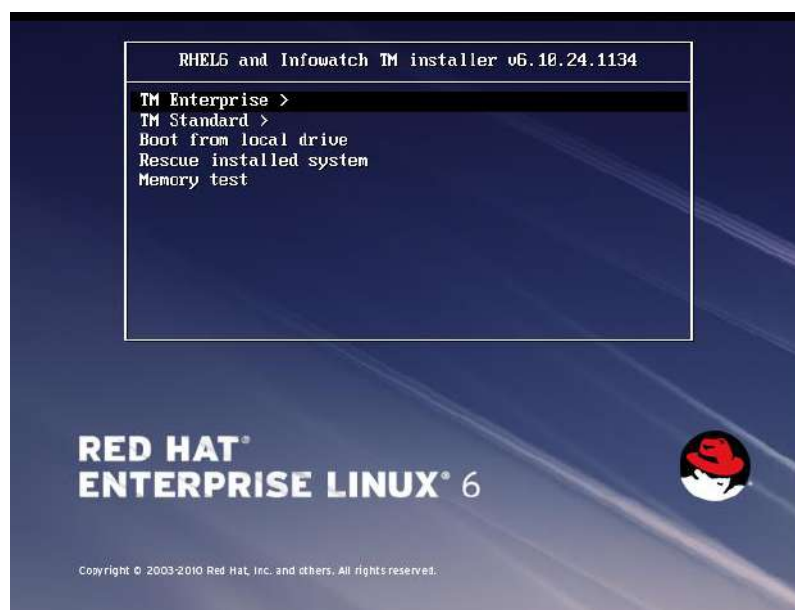 RHEL6 and Infowatch TM installer v6.10.24.1134
TM Enterprise >
TM Standard >
Boot from local drive
Rescue installed system
Memory test
RED HAT®
ENTERPRISE LINUX® 6
Copyright © 2003-2010 Red Hat, Inc. and others. All rights reserved.